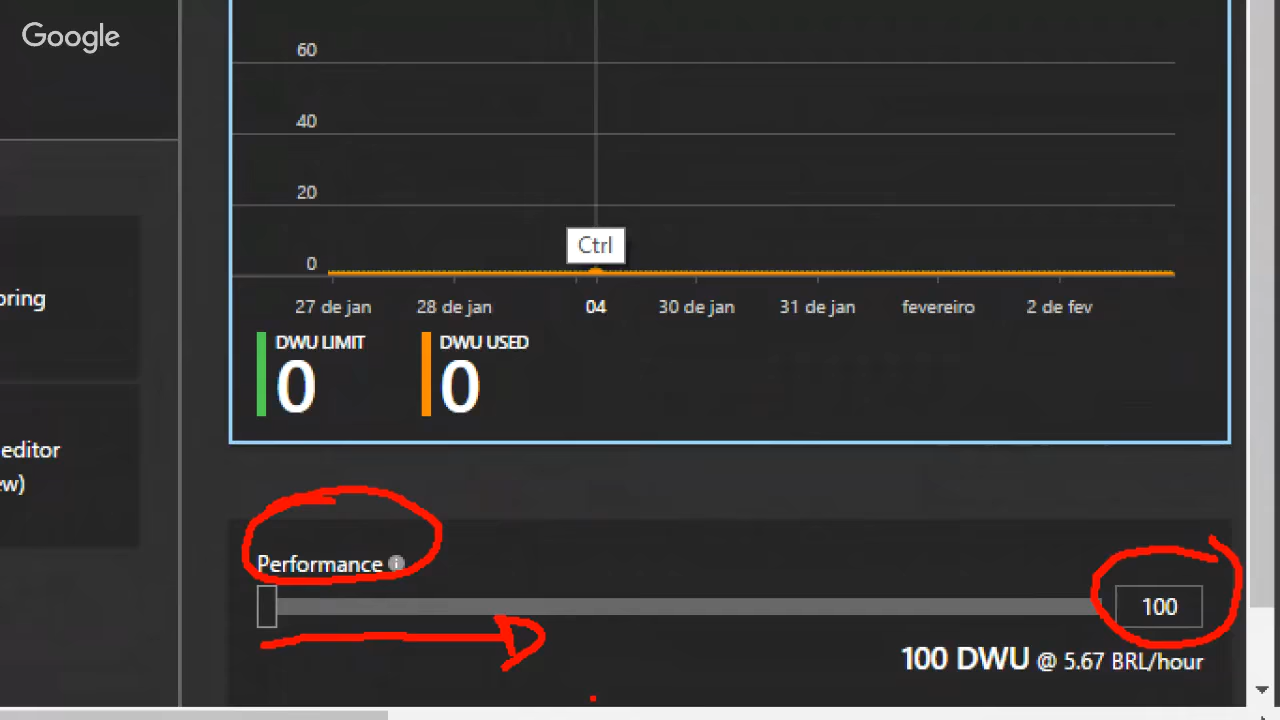 Google
60
40
20
Ctrl
0
oring
27 de jan 28 de jan 04 30 de jan 31 de jan fevereiro 2 de fev
DWU LIMIT DWU USED
0 0
editor
ew)
Performance
100
100 DWU @ 5.67 BRL/hour